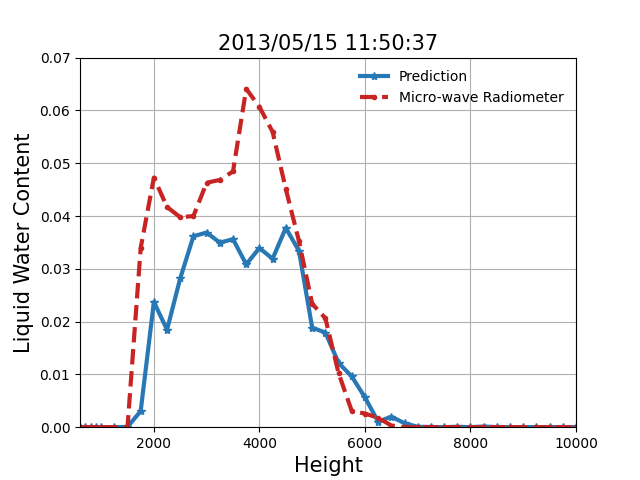 2013/05/15 11:50:37
Prediction
Micro-wave Radiometer
Liquid Water Content
0.07
0.06
0.05
0.04
0.03
0.02
0.01
0.00
2000 4000 6000 8000 10000
Height